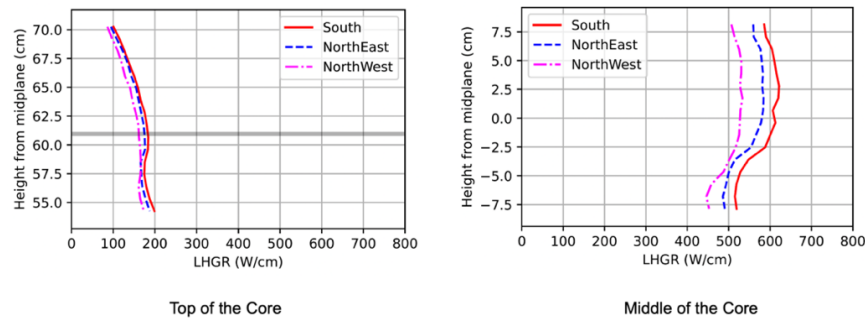 70.0
67.5
65.0
62.5
60.0
57.5
55.0
Height from midplane (cm)
South
NorthEast
NorthWest
0 100 200 300 400 500 600 700 800
LHGR (W/cm)
Top of the Core
7.5
5.0
2.5
0.0
−2.5
−5.0
−7.5
Height from midplane (cm)
South
NorthEast
NorthWest
0 100 200 300 400 500 600 700 800
LHGR (W/cm)
Middle of the Core